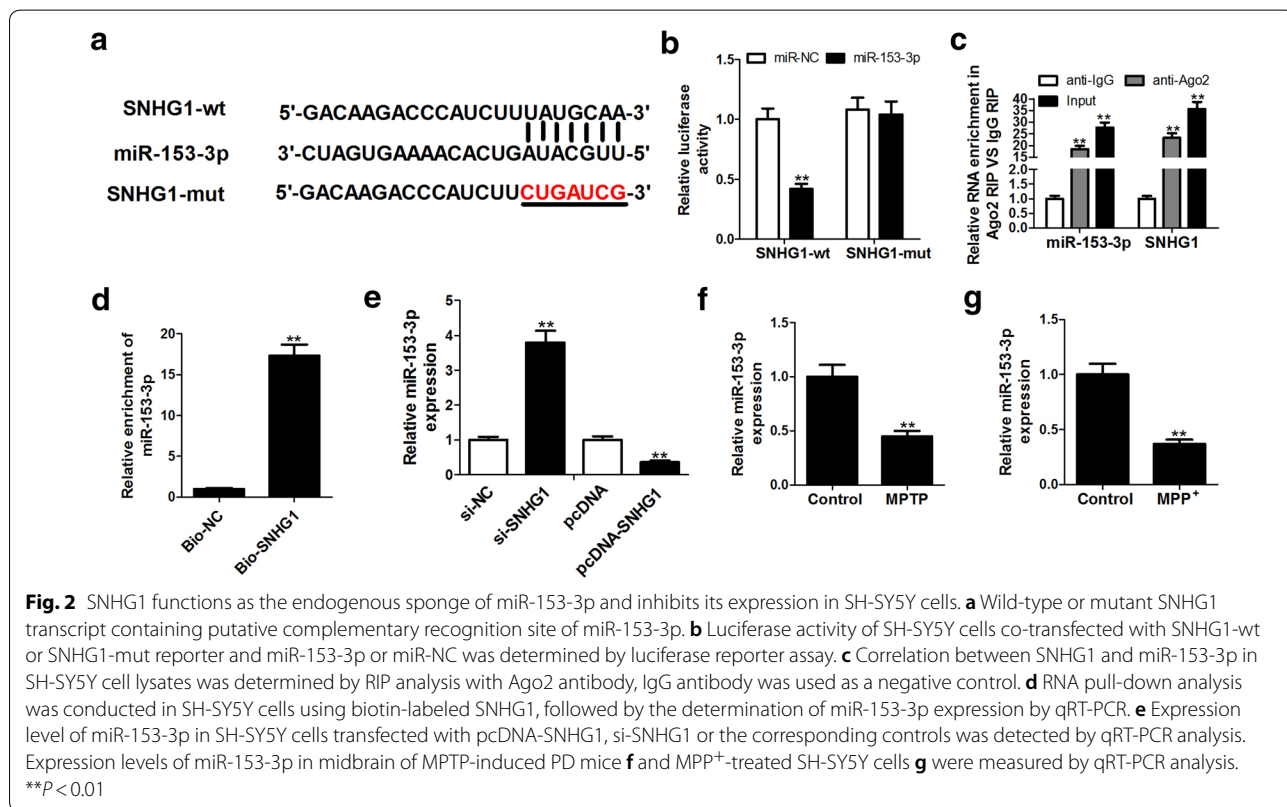 a
SNHG1-wt 5'-GACAAGACCCAUCUUUAUGCAA-3'
miR-153-3p 3'-CUAGUGAAAACACUGAUACGUU-5'
SNHG1-mut 5'-GACAAGACCCAUCUUCUGAUCG-3'
b
miR-NC miR-153-3p
Relative luciferase
activity
1.5
1.0
0.5
0.0
**
SNHG1-wt SNHG1-mut
c
anti-IgG anti-Ago2
Input
Relative RNA enrichment in
Ago2 RIP VS IgG RIP
40
35
30
25
20
15
2.0
1.5
1.0
0.5
0.0
** ** ** **
miR-153-3p SNHG1
d
Relative enrichment of
miR-153-3p
20
15
10
5
0
**
Bio-NC Bio-SNHG1
e
Relative miR-153-3p
expression
5
4
3
2
1
0
** **
si-NC si-SNHG1 pcDNA pcDNA-SNHG1
f
Relative miR-153-3p
expression
1.5
1.0
0.5
0.0
**
Control MPTP
g
Relative miR-153-3p
expression
1.5
1.0
0.5
0.0
**
Control MPP+
Fig. 2 SNHG1 functions as the endogenous sponge of miR-153-3p and inhibits its expression in SH-SY5Y cells. a Wild-type or mutant SNHG1
transcript containing putative complementary recognition site of miR-153-3p. b Luciferase activity of SH-SY5Y cells co-transfected with SNHG1-wt
or SNHG1-mut reporter and miR-153-3p or miR-NC was determined by luciferase reporter assay. c Correlation between SNHG1 and miR-153-3p in
SH-SY5Y cell lysates was determined by RIP analysis with Ago2 antibody, IgG antibody was used as a negative control. d RNA pull-down analysis
was conducted in SH-SY5Y cells using biotin-labeled SNHG1, followed by the determination of miR-153-3p expression by qRT-PCR. e Expression
level of miR-153-3p in SH-SY5Y cells transfected with pcDNA-SNHG1, si-SNHG1 or the corresponding controls was detected by qRT-PCR analysis.
Expression levels of miR-153-3p in midbrain of MPTP-induced PD mice f and MPP+-treated SH-SY5Y cells g were measured by qRT-PCR analysis.
**P < 0.01